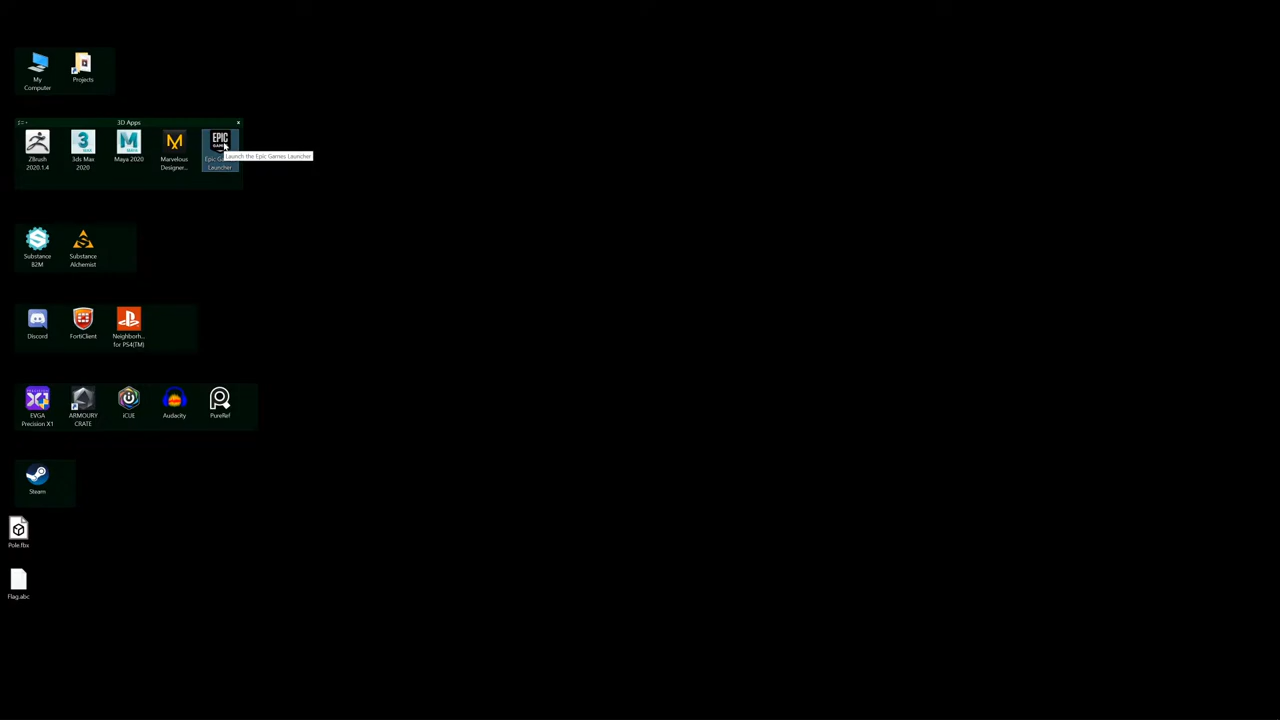 My
Computer
Projects
3D Apps
ZBrush
2020.1.4
3ds Max
2020
Maya 2020
Marvelous
Designer...
EPIC
Launcher
Launch the Epic Games Launcher
Substance
B2M
Substance
Alchemist
Discord
FortiClient
Neighborh...
for PS4(TM)
EVGA
Precision X1
ARMOURY
CRATE
iCUE
Audacity
PureRef
Steam
Pole.fbx
Flag.abc